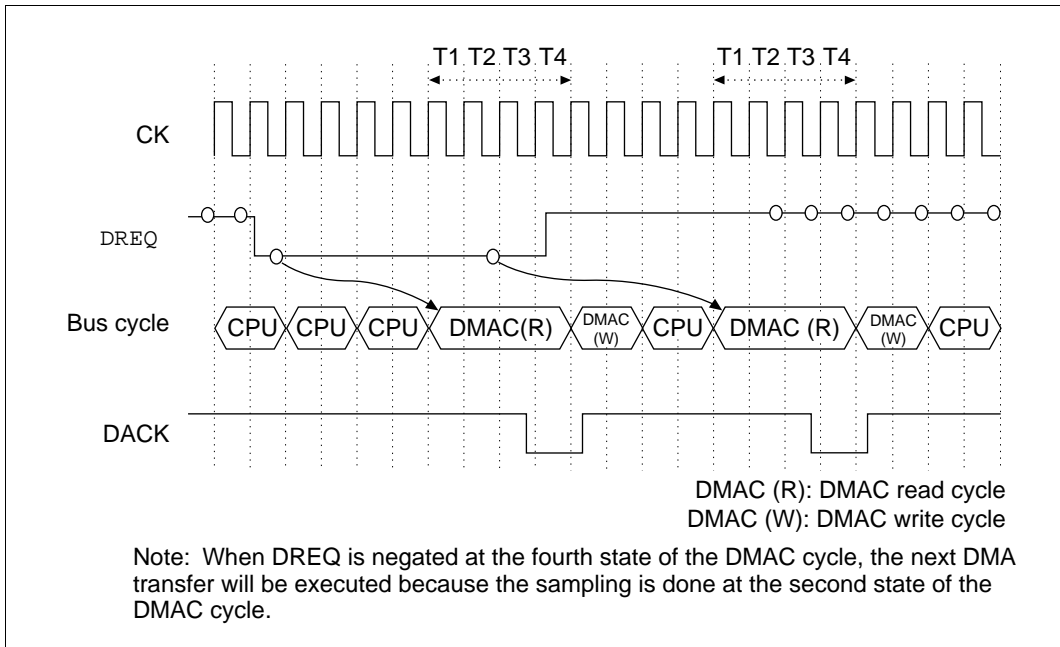 T1 T2 T3 T4 T1 T2 T3 T4
CK
DREQ
Bus cycle CPU CPU CPU DMAC(R) DMAC (W) CPU DMAC (R) DMAC (W) CPU
DACK
DMAC (R): DMAC read cycle
DMAC (W): DMAC write cycle
Note: When DREQ is negated at the fourth state of the DMAC cycle, the next DMA
transfer will be executed because the sampling is done at the second state of the
DMAC cycle.